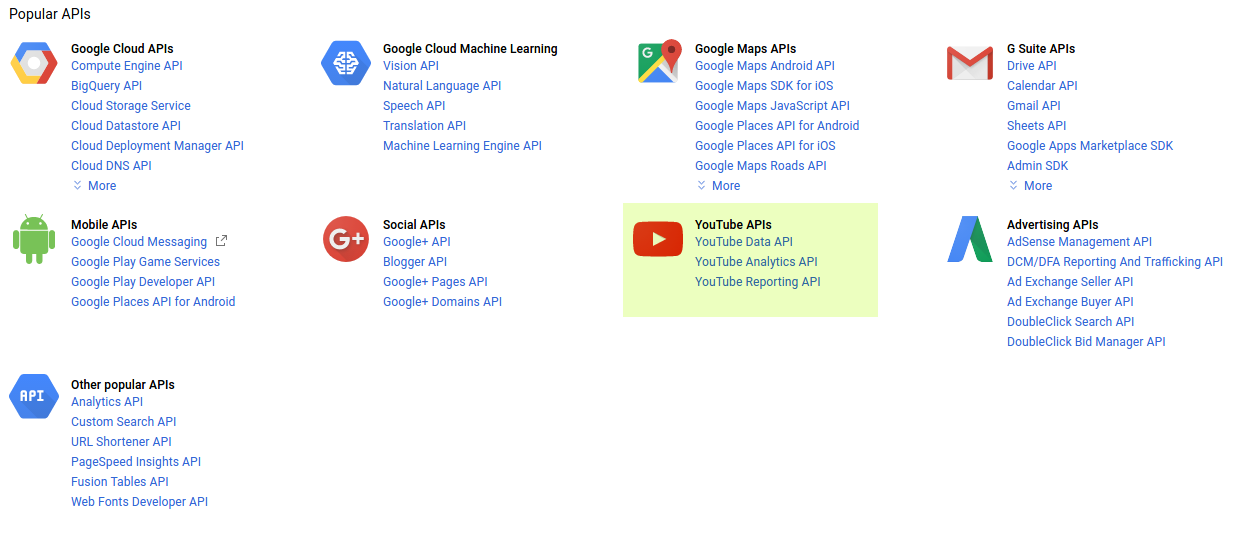 Popular APIs
Google Cloud APIs
Compute Engine API
BigQuery API
Cloud Storage Service
Cloud Datastore API
Cloud Deployment Manager API
Cloud DNS API
More
Google Cloud Machine Learning
Vision API
Natural Language API
Speech API
Translation API
Machine Learning Engine API
G
Google Maps APIs
Google Maps Android API
Google Maps SDK for iOS
Google Maps JavaScript API
Google Places API for Android
Google Places API for iOS
Google Maps Roads API
More
G Suite APIs
Drive API
Calendar API
Gmail API
Sheets API
Google Apps Marketplace SDK
Admin SDK
More
Mobile APIs
Google Cloud Messaging
Google Play Game Services
Google Play Developer API
Google Places API for Android
G+
Social APIs
Google+ API
Blogger API
Google+ Pages API
Google+ Domains API
YouTube APIs
YouTube Data API
YouTube Analytics API
YouTube Reporting API
Advertising APIs
AdSense Management API
DCM/DFA Reporting And Trafficking API
Ad Exchange Seller API
Ad Exchange Buyer API
DoubleClick Search API
DoubleClick Bid Manager API
API
Other popular APIs
Analytics API
Custom Search API
URL Shortener API
PageSpeed Insights API
Fusion Tables API
Web Fonts Developer API